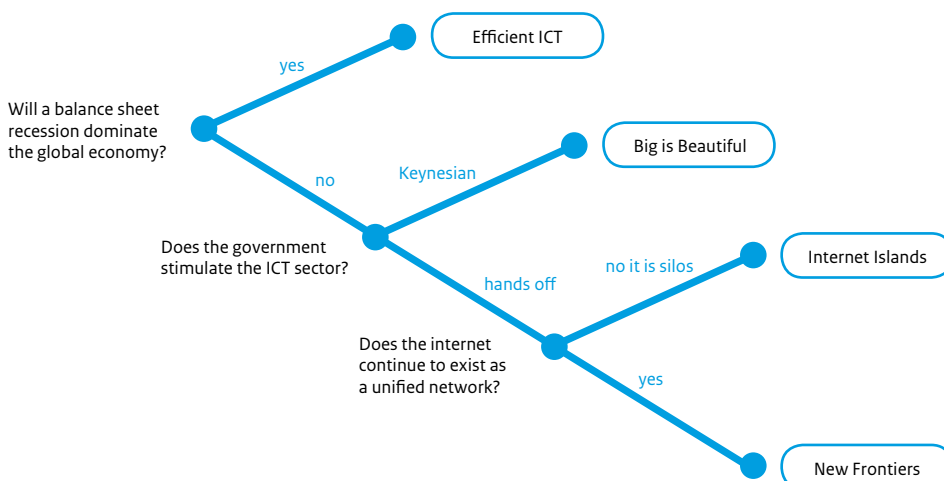 Efficient ICT
yes
Will a balance sheet
recession dominate
the global economy?
Big is Beautiful
Keynesian
no
Does the government
stimulate the ICT sector?
Internet Islands
no it is silos
hands off
Does the internet
continue to exist as
a unified network?
yes
New Frontiers